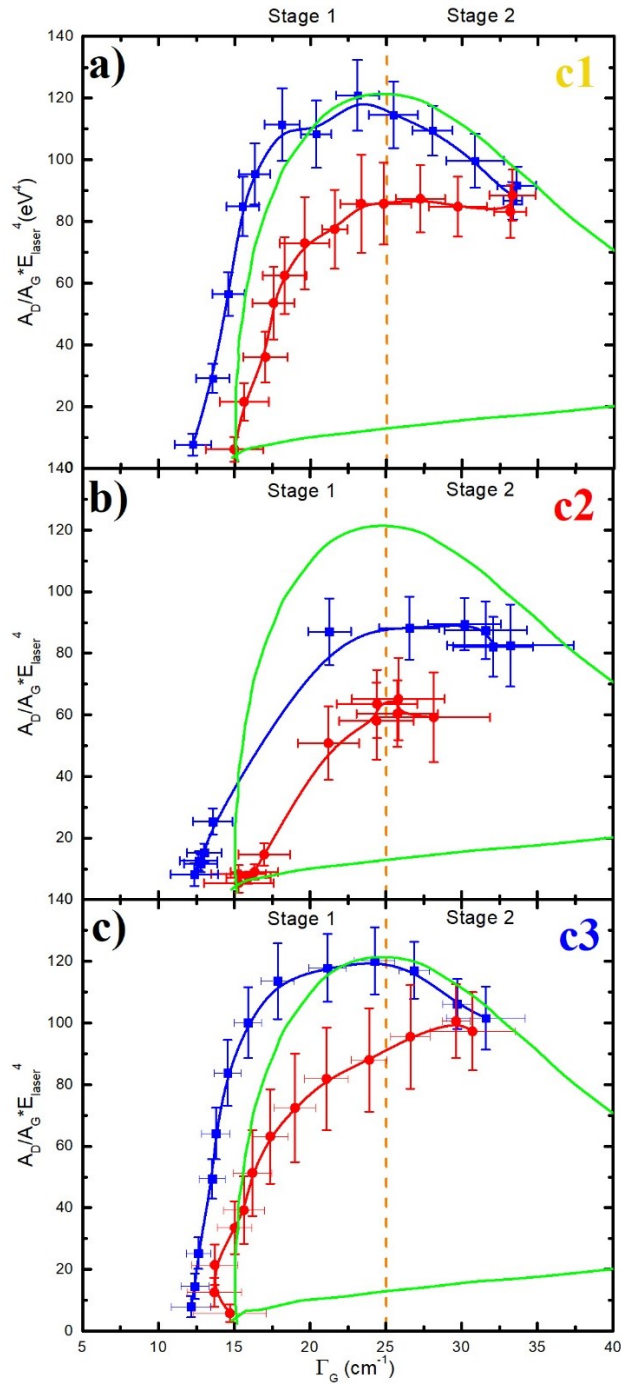 Stage 1 Stage 2
a) c1
140
120
100
80
60
40
20
A_D/A_G*E_laser^4(eV^4)
140
Stage 1 Stage 2
b) c2
120
100
80
60
40
20
A_D/A_G*E_laser^4
140
Stage 1 Stage 2
c) c3
120
100
80
60
40
20
0
A_D/A_G*E_laser^4
5 10 15 20 25 30 35 40
Γ_G (cm^-1)